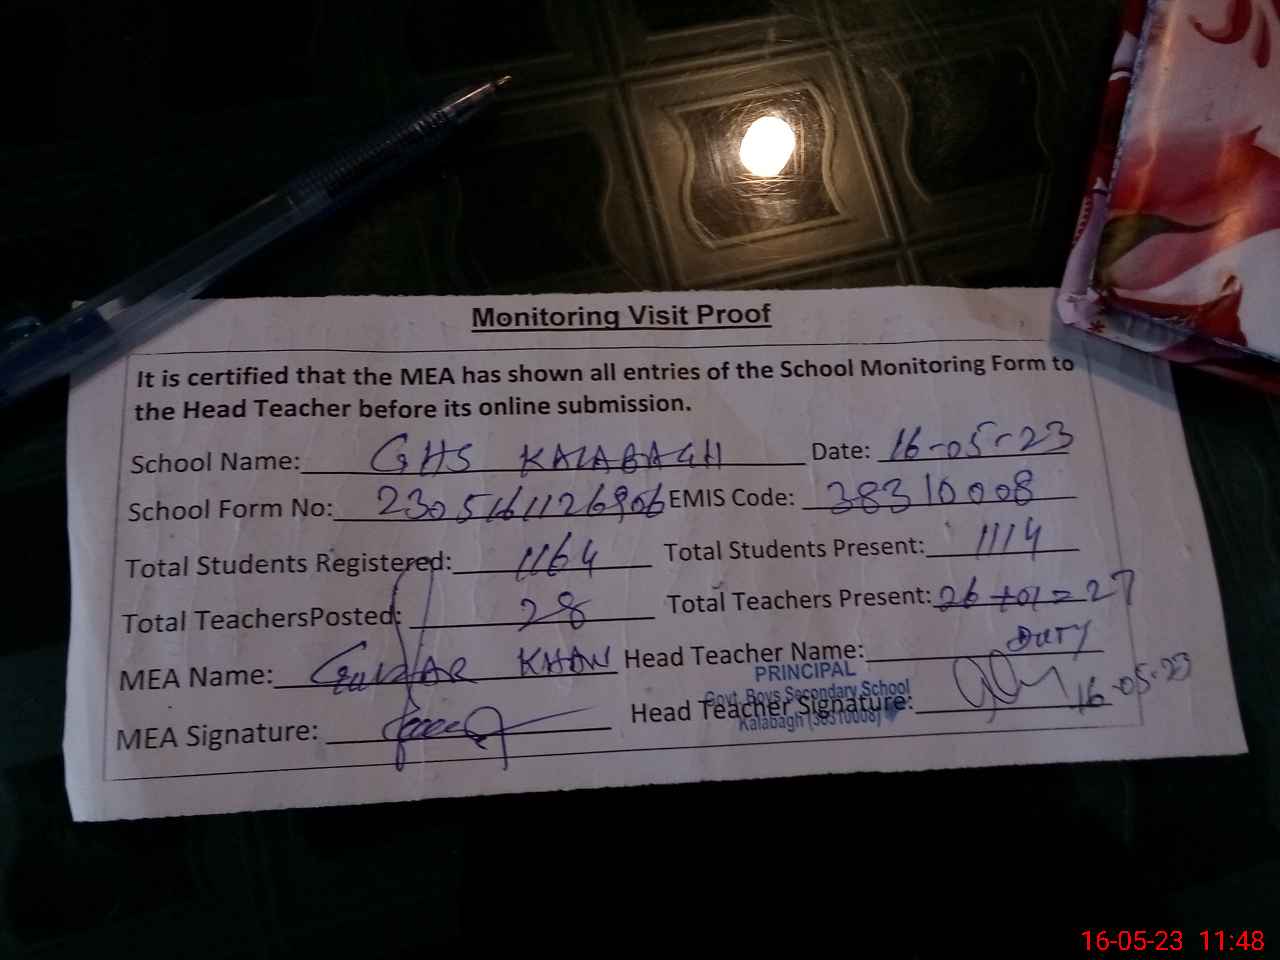 Monitoring Visit Proof
It is certified that the MEA has shown all entries of the School Monitoring Form to
the Head Teacher before its online submission.
School Name: GHS KALABAGH Date: 16-05-23
School Form No: 2305161126906 EMIS Code: 38310008
Total Students Registered: 1164 Total Students Present: 1114
Total TeachersPosted: 28 Total Teachers Present: 26+01=27
DUTY
MEA Name: GULZAR KHAN Head Teacher Name:
PRINCIPAL
Govt. Boys Secondary School
Kalabagh (38310008)
MEA Signature: Head Teacher Signature: 16-05-23
16-05-23 11:48